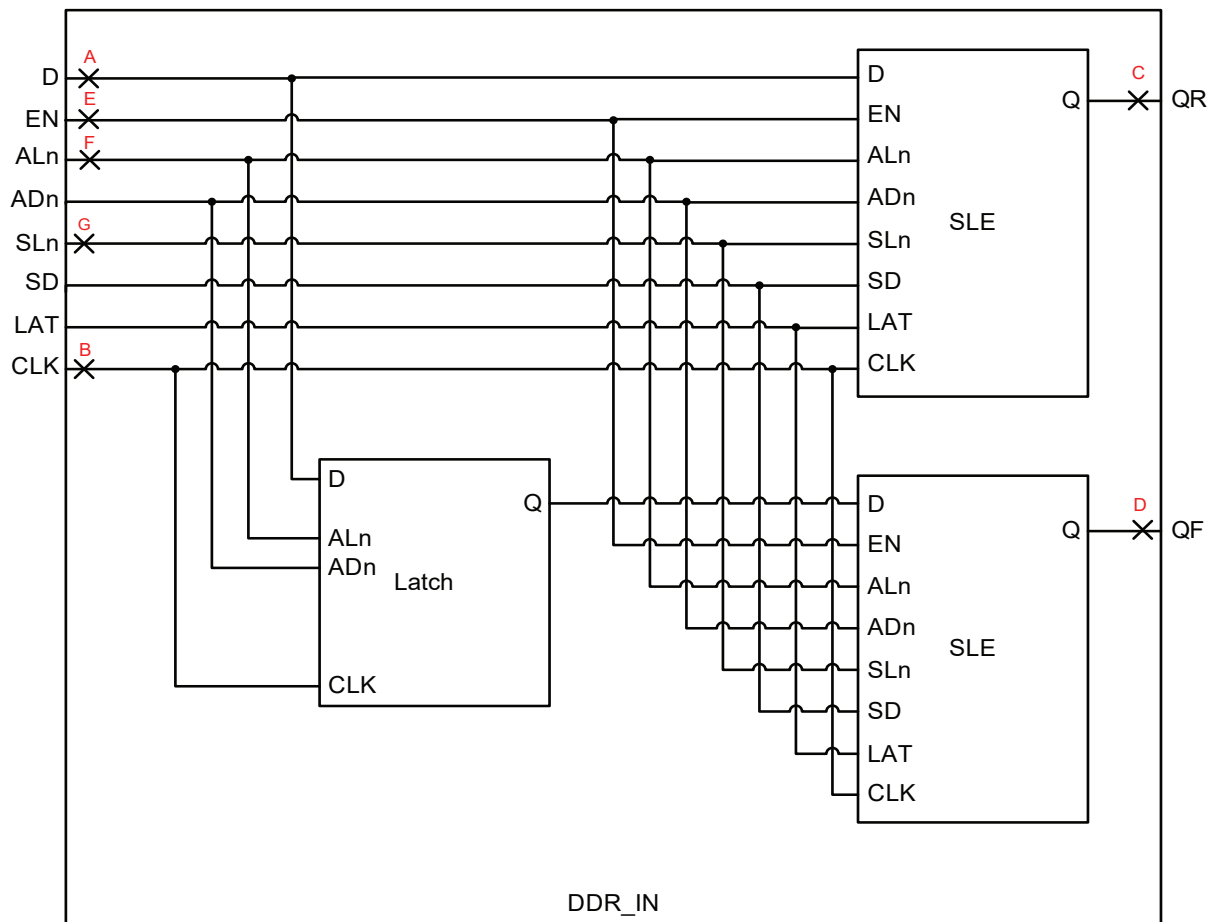 A
D
D
C
E
Q
QR
EN
EN
F
ALn
ALn
ADn
ADn
G
SLE
SLn
SLn
SD
SD
LAT
LAT
B
CLK
CLK
D
Q
D
D
Q
QF
EN
ALn
ADn
Latch
ALn
ADn
SLE
SLn
CLK
SD
LAT
CLK
DDR_IN